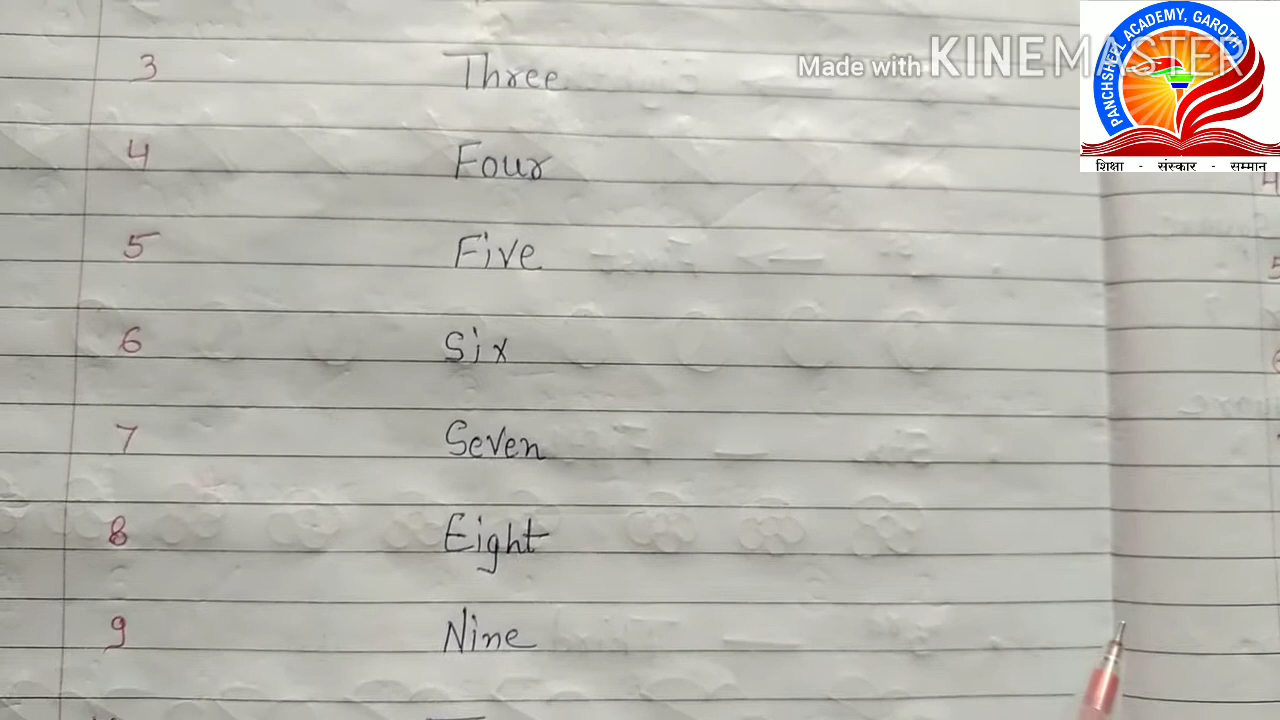 Made with KINEMASTER
PANCHSHEEL ACADEMY, GAROTH
शिक्षा - संस्कार - सम्मान
3 Three
4 Four
5 Five
6 Six
7 Seven
8 Eight
9 Nine